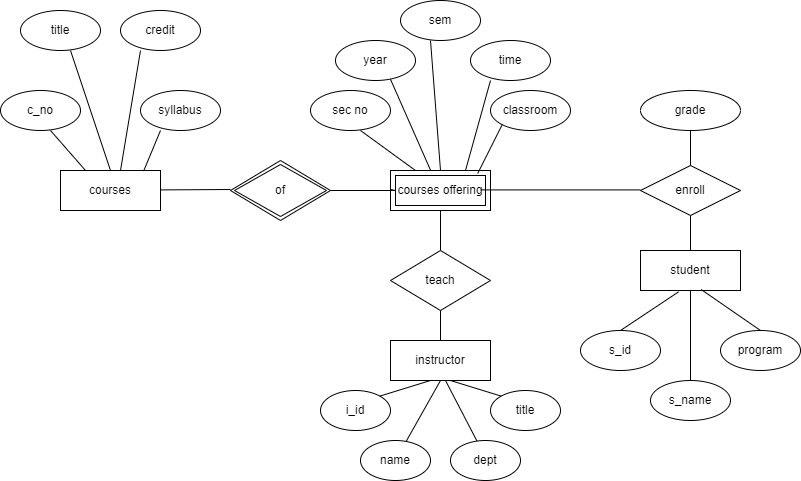 sem
title
credit
year
time
c_no
syllabus
sec no
classroom
grade
courses
of
courses offering
enroll
teach
student
instructor
s_id
program
i_id
title
s_name
name
dept